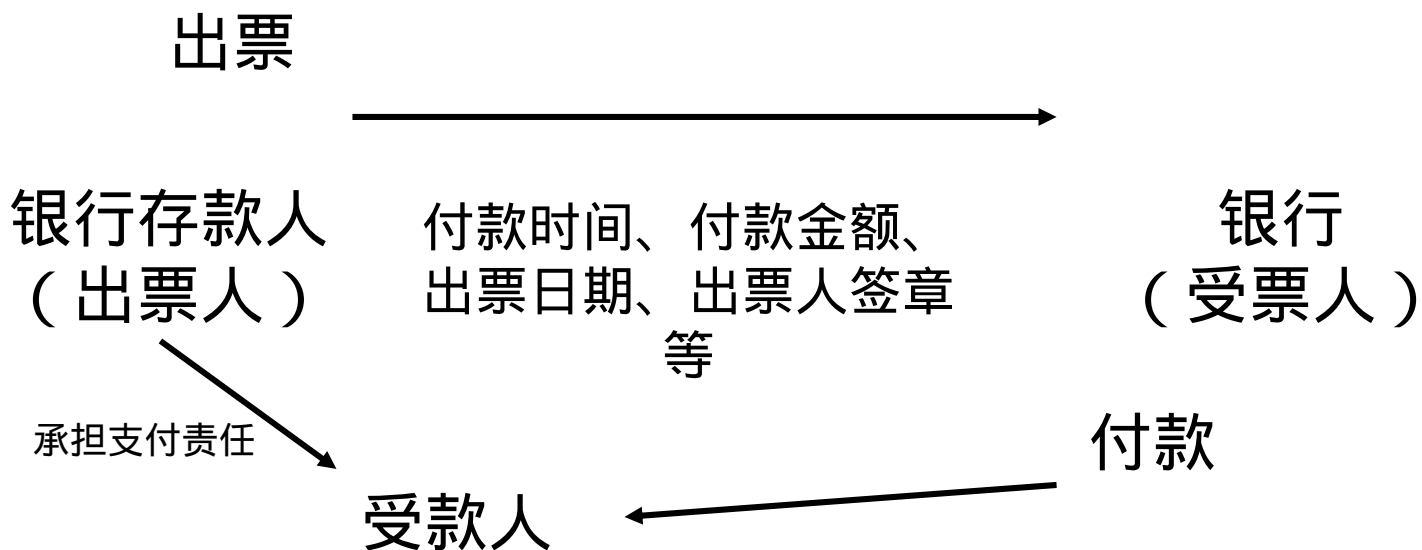 出票
银行存款人
（出票人）
付款时间、付款金额、
出票日期、出票人签章
等
银行
（受票人）
承担支付责任
付款
受款人